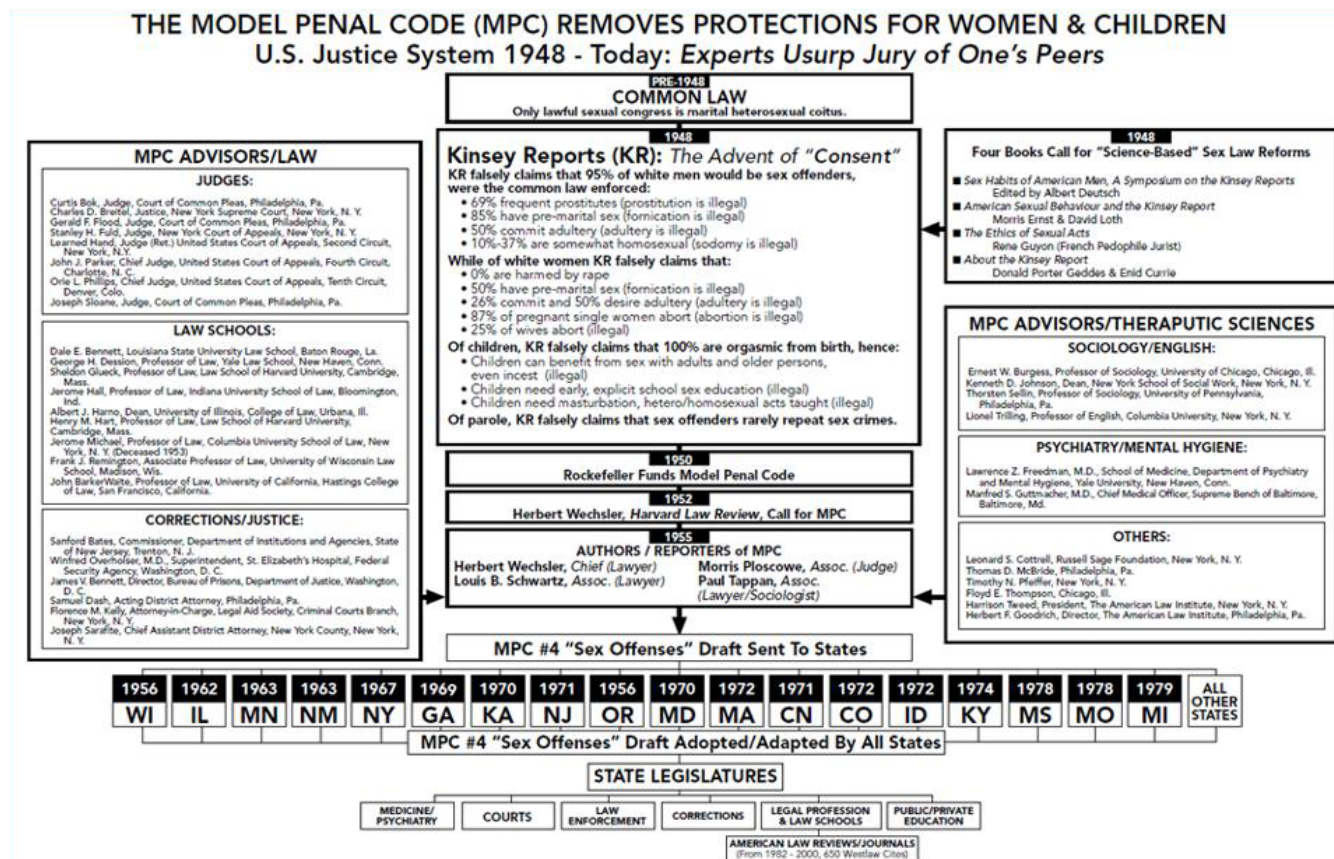 THE MODEL PENAL CODE (MPC) REMOVES PROTECTIONS FOR WOMEN & CHILDREN
U.S. Justice System 1948 - Today: Experts Usurp Jury of One's Peers
PRE-1948
COMMON LAW
Only lawful sexual congress is marital heterosexual coitus.
MPC ADVISORS/LAW
JUDGES:
Curtis Bok, Judge, Court of Common Pleas, Philadelphia, Pa.
Charles D. Breitel, Justice, New York Supreme Court, New York, N. Y.
Gerald F. Flood, Judge, Court of Common Pleas, Philadelphia, Pa.
Stanley H. Fuld, Judge, New York Court of Appeals, New York, N. Y.
Learned Hand, Judge (Ret.) United States Court of Appeals, Second Circuit,
New York, N.Y.
John J. Parker, Chief Judge, United States Court of Appeals, Fourth Circuit,
Charlotte, N. C.
Orie L. Phillips, Chief Judge, United States Court of Appeals, Tenth Circuit,
Denver, Colo.
Joseph Sloane, Judge, Court of Common Pleas, Philadelphia, Pa.
LAW SCHOOLS:
Dale E. Bennett, Louisiana State University Law School, Baton Rouge, La.
George H. Dession, Professor of Law, Yale Law School, New Haven, Conn.
Sheldon Glueck, Professor of Law, Law School of Harvard University, Cambridge,
Mass.
Jerome Hall, Professor of Law, Indiana University School of Law, Bloomington,
Ind.
Albert J. Harno, Dean, University of Illinois, College of Law, Urbana, Ill.
Henry M. Hart, Professor of Law, Law School of Harvard University,
Cambridge, Mass.
Jerome Michael, Professor of Law, Columbia University School of Law, New
York, N. Y. (Deceased 1953)
Frank J. Remington, Associate Professor of Law, University of Wisconsin Law
School, Madison, Wis.
John BarkerWaite, Professor of Law, University of California, Hastings College
of Law, San Francisco, California.
CORRECTIONS/JUSTICE:
Sanford Bates, Commissioner, Department of Institutions and Agencies, State
of New Jersey, Trenton, N. J.
Winfred Overholser, M.D., Superintendent, St. Elizabeth's Hospital, Federal
Security Agency, Washington, D. C.
James V. Bennett, Director, Bureau of Prisons, Department of Justice, Washington,
D. C.
Samuel Dash, Acting District Attorney, Philadelphia, Pa.
Florence M. Kelly, Attorney-in-Charge, Legal Aid Society, Criminal Courts Branch,
New York, N. Y.
Joseph Sarafite, Chief Assistant District Attorney, New York County, New York,
N. Y.
1948
Kinsey Reports (KR): The Advent of "Consent"
KR falsely claims that 95% of white men would be sex offenders,
were the common law enforced:
• 69% frequent prostitutes (prostitution is illegal)
• 85% have pre-marital sex (fornication is illegal)
• 50% commit adultery (adultery is illegal)
• 10%-37% are somewhat homosexual (sodomy is illegal)
While of white women KR falsely claims that:
• 0% are harmed by rape
• 50% have pre-marital sex (fornication is illegal)
• 26% commit and 50% desire adultery (adultery is illegal)
• 87% of pregnant single women abort (abortion is illegal)
• 25% of wives abort (illegal)
Of children, KR falsely claims that 100% are orgasmic from birth, hence:
• Children can benefit from sex with adults and older persons,
even incest (illegal)
• Children need early, explicit school sex education (illegal)
• Children need masturbation, hetero/homosexual acts taught (illegal)
Of parole, KR falsely claims that sex offenders rarely repeat sex crimes.
1950
Rockefeller Funds Model Penal Code
1952
Herbert Wechsler, Harvard Law Review, Call for MPC
1955
AUTHORS / REPORTERS of MPC
Herbert Wechsler, Chief (Lawyer)
Louis B. Schwartz, Assoc. (Lawyer)
Morris Ploscowe, Assoc. (Judge)
Paul Tappan, Assoc.
(Lawyer/Sociologist)
1948
Four Books Call for "Science-Based" Sex Law Reforms
■ Sex Habits of American Men, A Symposium on the Kinsey Reports
Edited by Albert Deutsch
■ American Sexual Behaviour and the Kinsey Report
Morris Ernst & David Loth
■ The Ethics of Sexual Acts
Rene Guyon (French Pedophile Jurist)
■ About the Kinsey Report
Donald Porter Geddes & Enid Currie
MPC ADVISORS/THERAPUTIC SCIENCES
SOCIOLOGY/ENGLISH:
Ernest W. Burgess, Professor of Sociology, University of Chicago, Chicago, Ill.
Kenneth D. Johnson, Dean, New York School of Social Work, New York, N. Y.
Thorsten Sellin, Professor of Sociology, University of Pennsylvania,
Philadelphia, Pa.
Lionel Trilling, Professor of English, Columbia University, New York, N. Y.
PSYCHIATRY/MENTAL HYGIENE:
Lawrence Z. Freedman, M.D., School of Medicine, Department of Psychiatry
and Mental Hygiene, Yale University, New Haven, Conn.
Manfred S. Guttmacher, M.D., Chief Medical Officer, Supreme Bench of Baltimore,
Baltimore, Md.
OTHERS:
Leonard S. Cottrell, Russell Sage Foundation, New York, N. Y.
Thomas D. McBride, Philadelphia, Pa.
Timothy N. Pfeiffer, New York, N. Y.
Floyd E. Thompson, Chicago, Ill.
Harrison Tweed, President, The American Law Institute, New York, N. Y.
Herbert F. Goodrich, Director, The American Law Institute, Philadelphia, Pa.
MPC #4 "Sex Offenses" Draft Sent To States
1956 1962 1963 1963 1967 1969 1970 1971 1956 1970 1972 1971 1972 1972 1974 1978 1978 1979
WI IL MN NM NY GA KA NJ OR MD MA CN CO ID KY MS MO MI
ALL
OTHER
STATES
MPC #4 "Sex Offenses" Draft Adopted/Adapted By All States
STATE LEGISLATURES
MEDICINE/
PSYCHIATRY
COURTS
LAW
ENFORCEMENT
CORRECTIONS
LEGAL PROFESSION
& LAW SCHOOLS
PUBLIC/PRIVATE
EDUCATION
AMERICAN LAW REVIEWS/JOURNALS
(From 1982 - 2000, 650 Westlaw Cites)